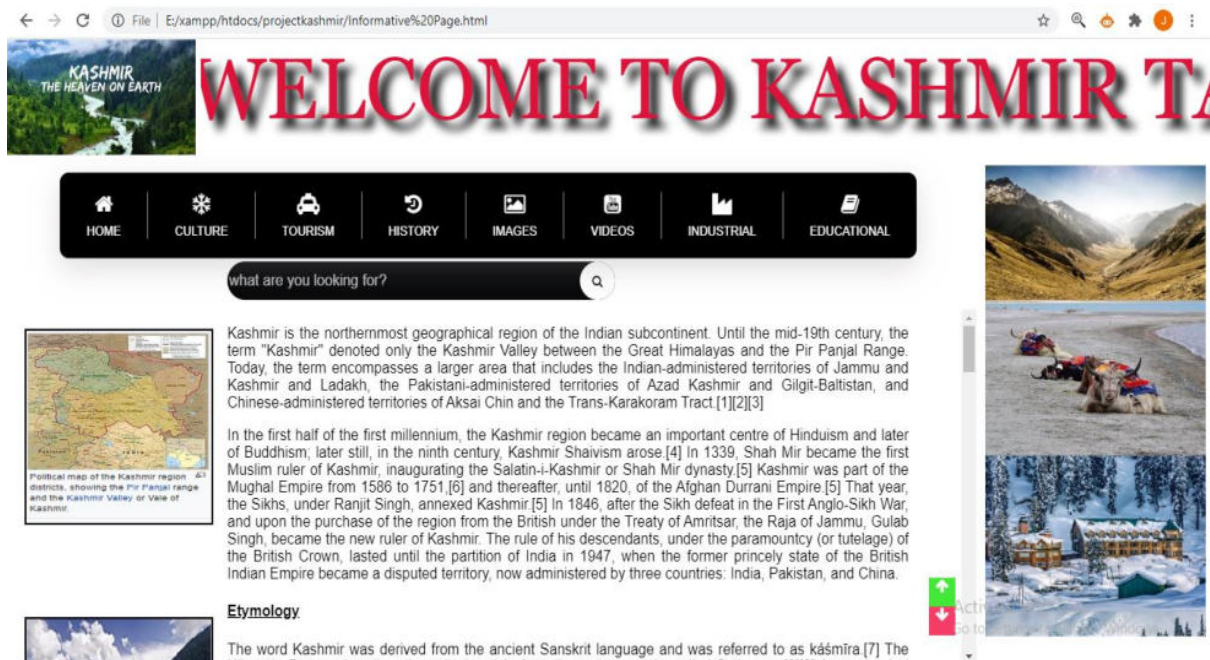 File | E:/xampp/htdocs/projectkashmir/Informative%20Page.html
J
KASHMIR
THE HEAVEN ON EARTH
WELCOME TO KASHMIR TA
HOME
CULTURE
TOURISM
HISTORY
IMAGES
VIDEOS
INDUSTRIAL
EDUCATIONAL
what are you looking for?
Political map of the Kashmir region
districts, showing the Pir Panjal range
and the Kashmir Valley or Vale of
Kashmir.
Kashmir is the northernmost geographical region of the Indian subcontinent. Until the mid-19th century, the
term "Kashmir" denoted only the Kashmir Valley between the Great Himalayas and the Pir Panjal Range.
Today, the term encompasses a larger area that includes the Indian-administered territories of Jammu and
Kashmir and Ladakh, the Pakistani-administered territories of Azad Kashmir and Gilgit-Baltistan, and
Chinese-administered territories of Aksai Chin and the Trans-Karakoram Tract.[1][2][3]
In the first half of the first millennium, the Kashmir region became an important centre of Hinduism and later
of Buddhism; later still, in the ninth century, Kashmir Shaivism arose.[4] In 1339, Shah Mir became the first
Muslim ruler of Kashmir, inaugurating the Salatin-i-Kashmir or Shah Mir dynasty.[5] Kashmir was part of the
Mughal Empire from 1586 to 1751,[6] and thereafter, until 1820, of the Afghan Durrani Empire.[5] That year,
the Sikhs, under Ranjit Singh, annexed Kashmir.[5] In 1846, after the Sikh defeat in the First Anglo-Sikh War,
and upon the purchase of the region from the British under the Treaty of Amritsar, the Raja of Jammu, Gulab
Singh, became the new ruler of Kashmir. The rule of his descendants, under the paramountcy (or tutelage) of
the British Crown, lasted until the partition of India in 1947, when the former princely state of the British
Indian Empire became a disputed territory, now administered by three countries: India, Pakistan, and China.
Etymology
The word Kashmir was derived from the ancient Sanskrit language and was referred to as káśmīra.[7] The
Go to